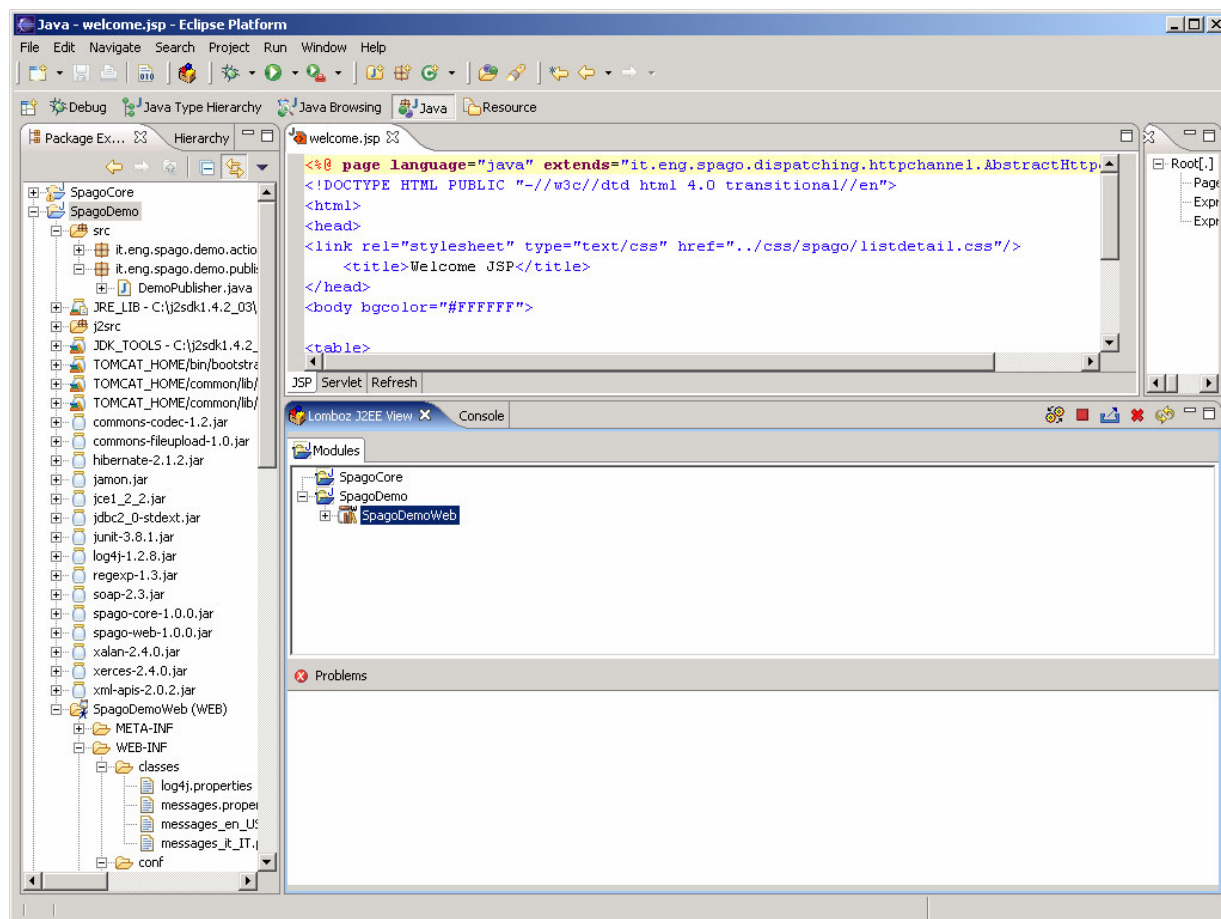 Java - welcome.jsp - Eclipse Platform
File Edit Navigate Search Project Run Window Help
Debug Java Type Hierarchy Java Browsing Java Resource
Package Ex... Hierarchy
SpagoCore
SpagoDemo
src
it.eng.spago.demo.actio
it.eng.spago.demo.publis
DemoPublisher.java
JRE_LIB - C:\j2sdk1.4.2_03\
j2src
JDK_TOOLS - C:\j2sdk1.4.2_
TOMCAT_HOME/bin/bootstra
TOMCAT_HOME/common/lib/
TOMCAT_HOME/common/lib/
commons-codec-1.2.jar
commons-fileupload-1.0.jar
hibernate-2.1.2.jar
jamon.jar
jce1_2_2.jar
jdbc2_0-stdext.jar
junit-3.8.1.jar
log4j-1.2.8.jar
regexp-1.3.jar
soap-2.3.jar
spago-core-1.0.0.jar
spago-web-1.0.0.jar
xalan-2.4.0.jar
xerces-2.4.0.jar
xml-apis-2.0.2.jar
SpagoDemoWeb (WEB)
META-INF
WEB-INF
classes
log4j.properties
messages.proper
messages_en_US
messages_it_IT.p
conf
welcome.jsp
<%@ page language="java" extends="it.eng.spago.dispatching.httpchannel.AbstractHttp
<!DOCTYPE HTML PUBLIC "-//w3c//dtd html 4.0 transitional//en">
<html>
<head>
<link rel="stylesheet" type="text/css" href="../css/spago/listdetail.css"/>
<title>Welcome JSP</title>
</head>
<body bgcolor="#FFFFFF">
<table>
JSP Servlet Refresh
Root[.]
Page
Expr
Expr
Lomboz J2EE View Console
Modules
SpagoCore
SpagoDemo
SpagoDemoWeb
Problems